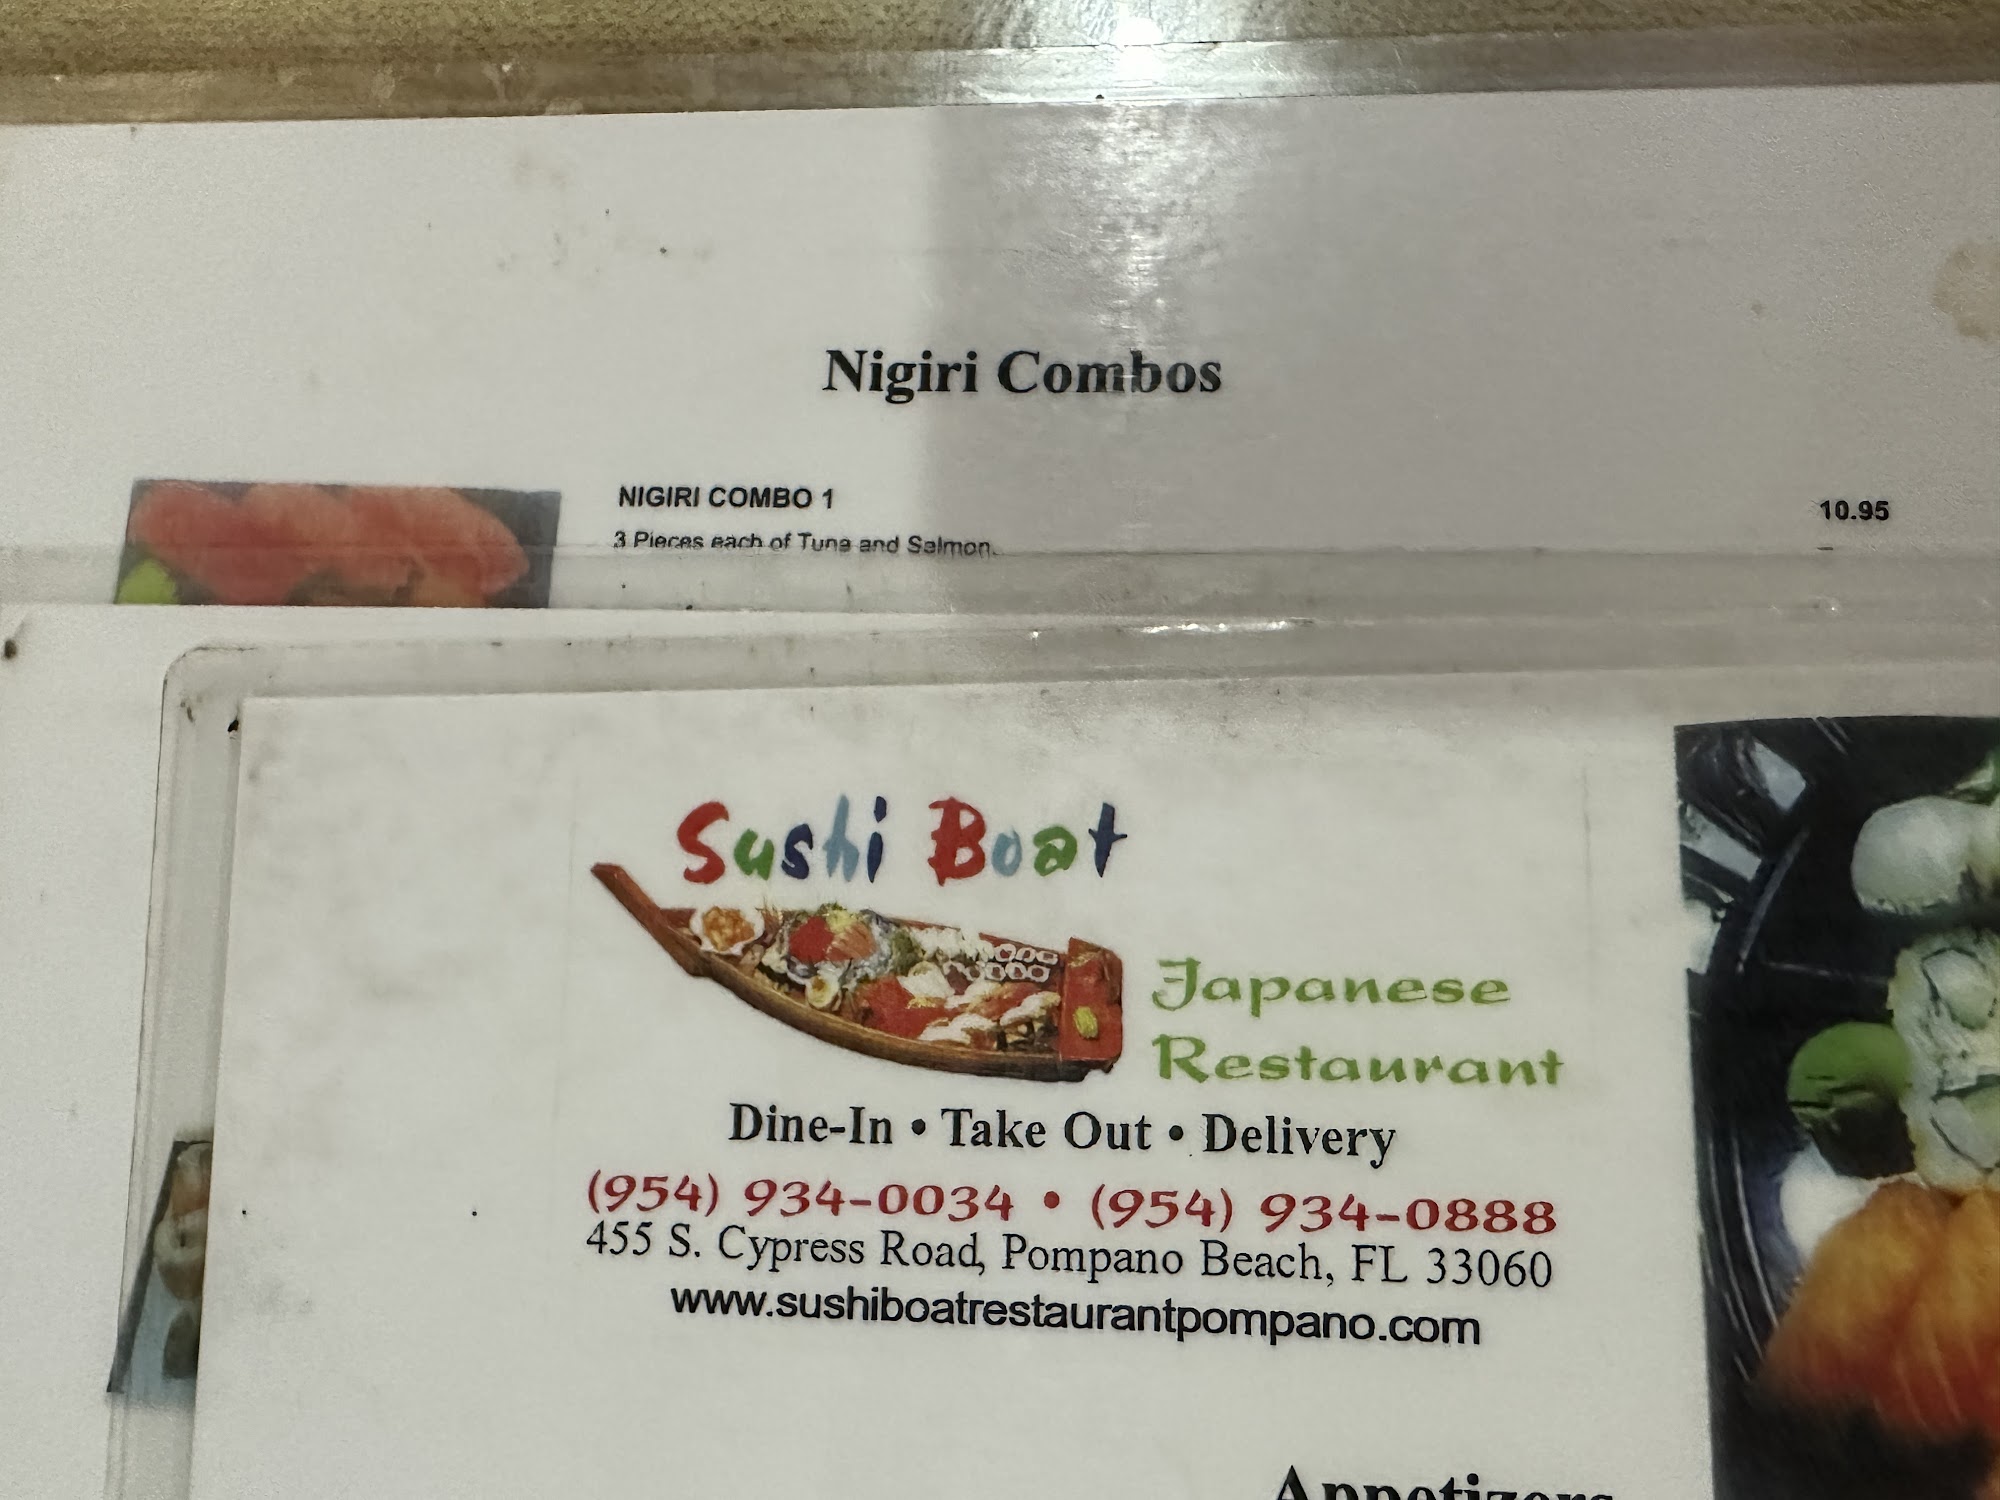 Nigiri Combos
NIGIRI COMBO 1 10.95
3 Pieces each of Tuna and Salmon.
Sushi Boat
Japanese
Restaurant
Dine-In • Take Out • Delivery
(954) 934-0034 • (954) 934-0888
455 S. Cypress Road, Pompano Beach, FL 33060
www.sushiboatrestaurantpompano.com
Appetizers